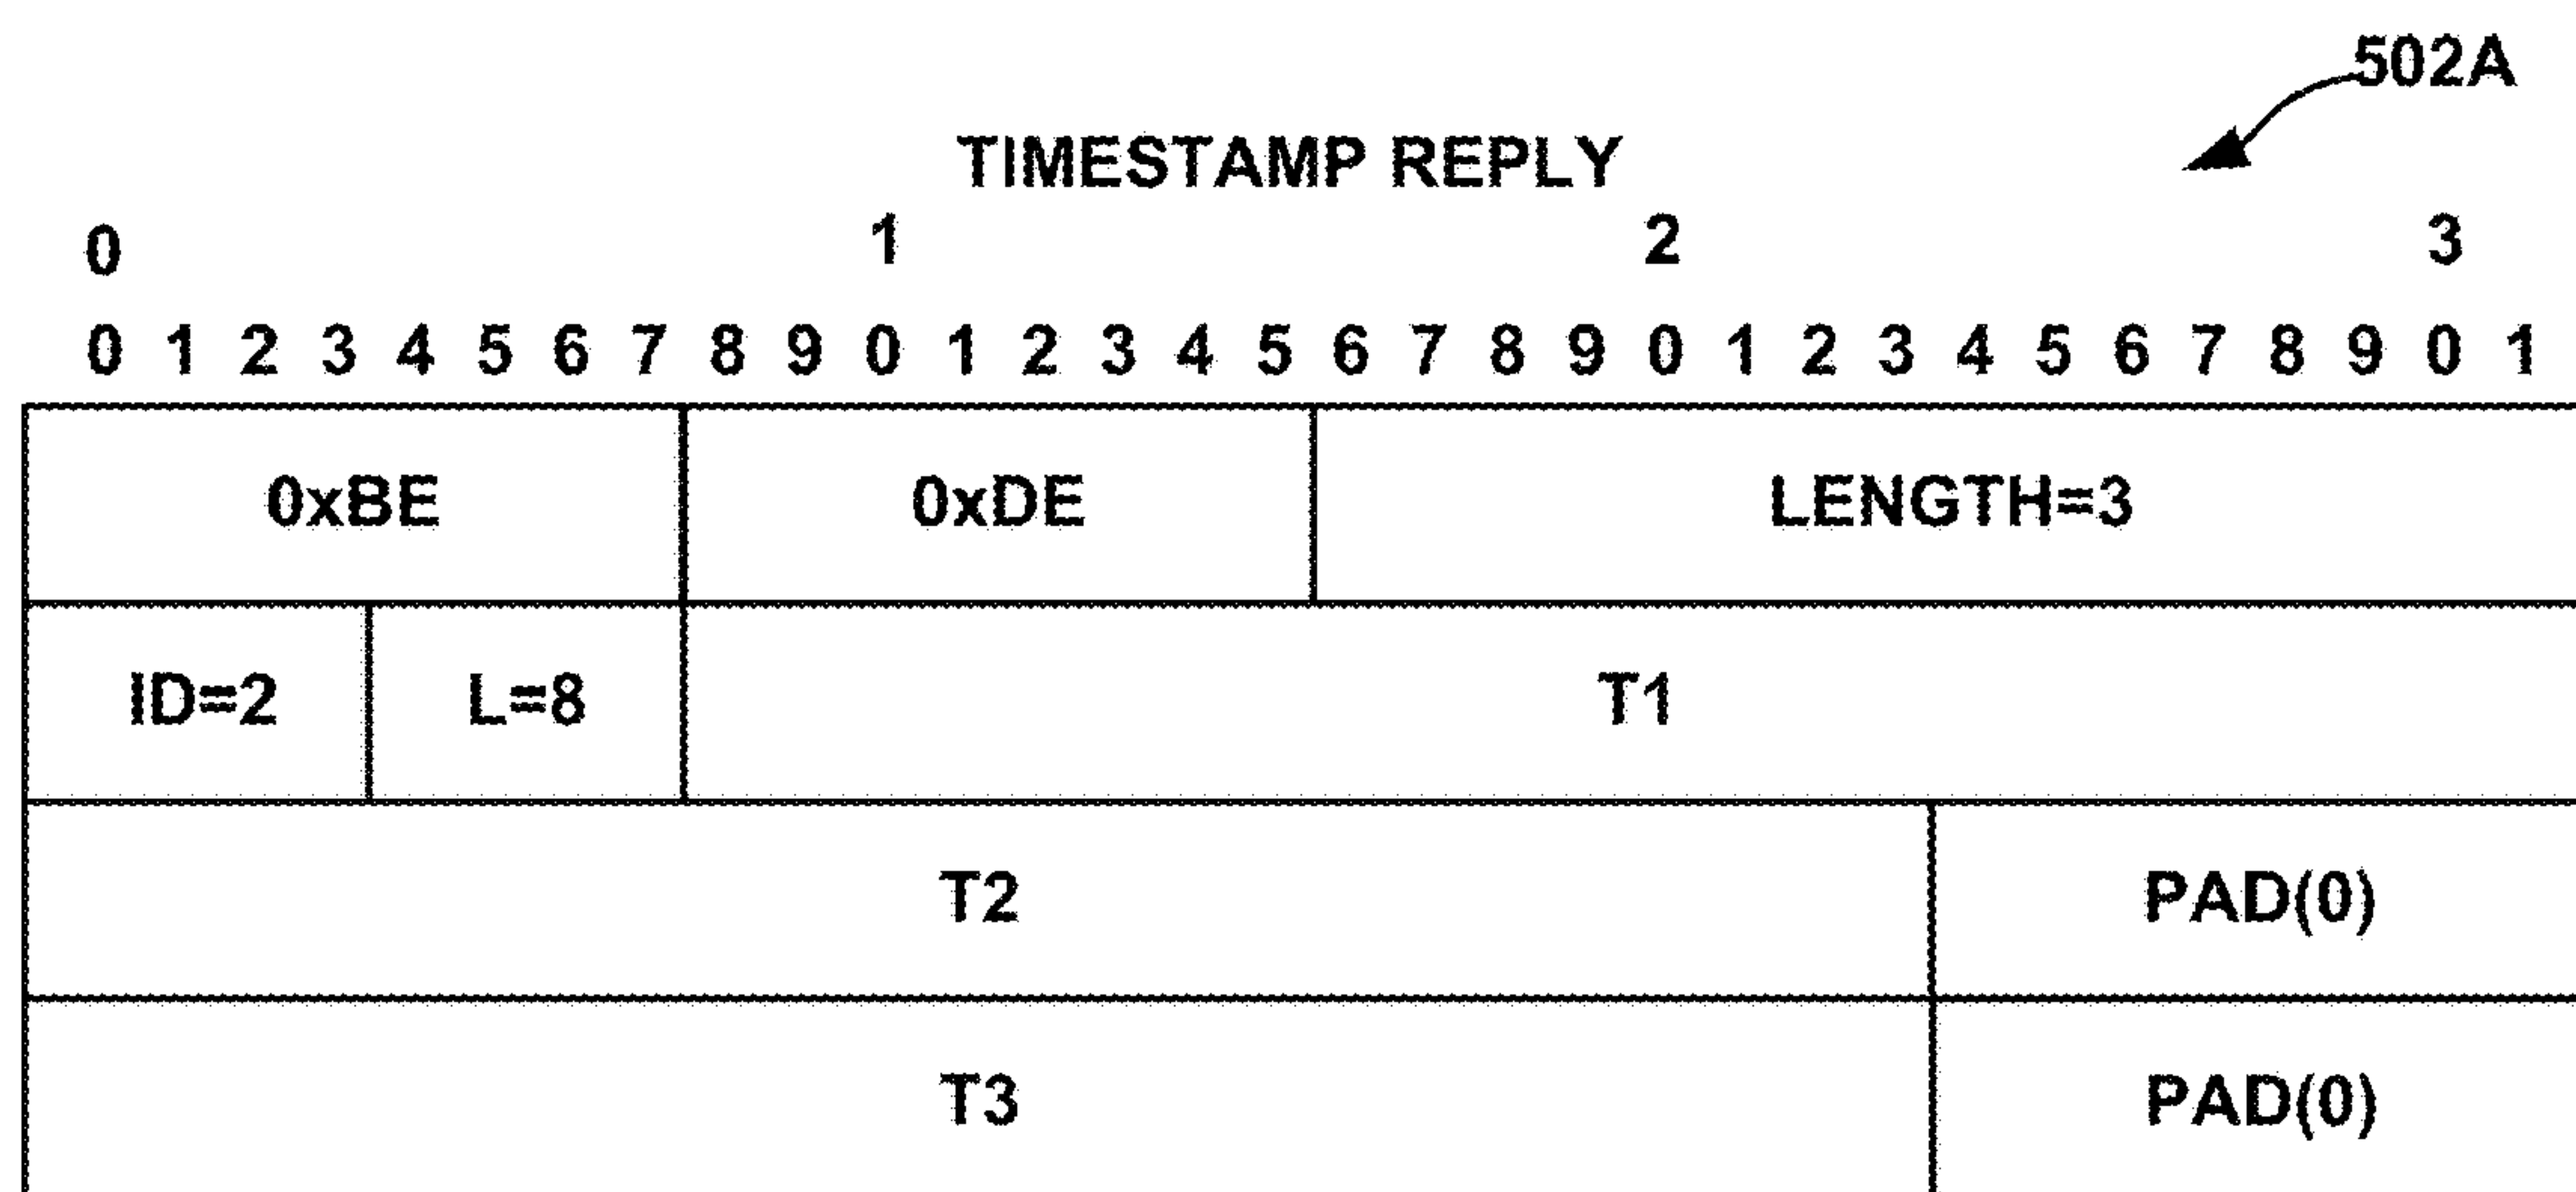 502A
TIMESTAMP REPLY
0 1 2 3
0 1 2 3 4 5 6 7 8 9 0 1 2 3 4 5 6 7 8 9 0 1 2 3 4 5 6 7 8 9 0 1
0xBE 0xDE LENGTH=3
ID=2 L=8 T1
T2 PAD(0)
T3 PAD(0)